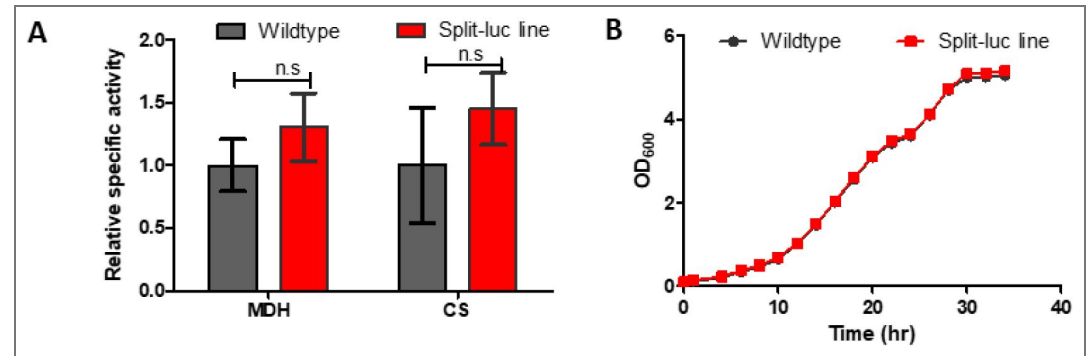 A
Wildtype Split-luc line
n.s n.s
Relative specific activity
2.0
1.5
1.0
0.5
0.0
MDH CS
B
Wildtype Split-luc line
OD600
6
4
2
0
0 10 20 30 40
Time (hr)